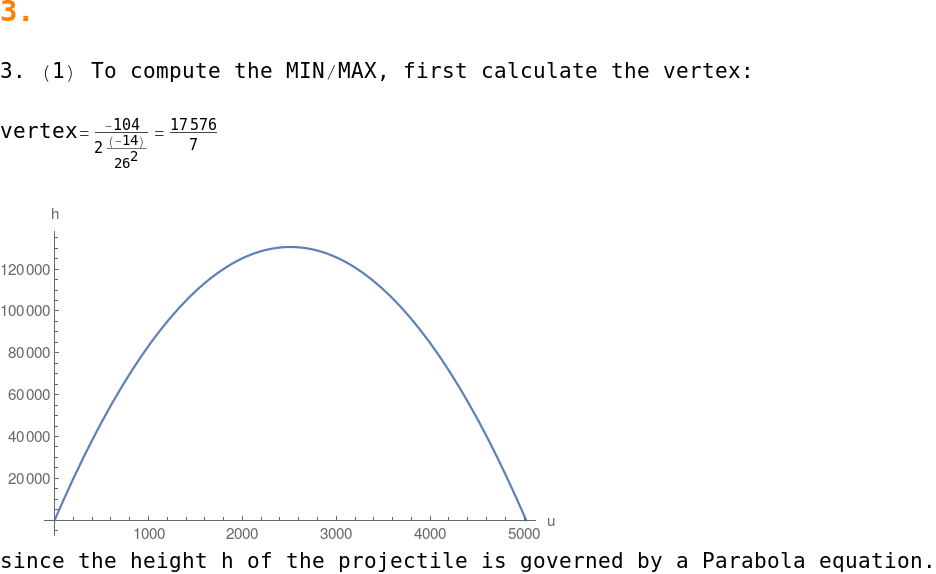 3.
3. (1) To compute the MIN/MAX, first calculate the vertex:
vertex= -104 / (2 (-14)/26^2) = 17576/7
h
120000
100000
80000
60000
40000
20000
1000 2000 3000 4000 5000 u
since the height h of the projectile is governed by a Parabola equation.